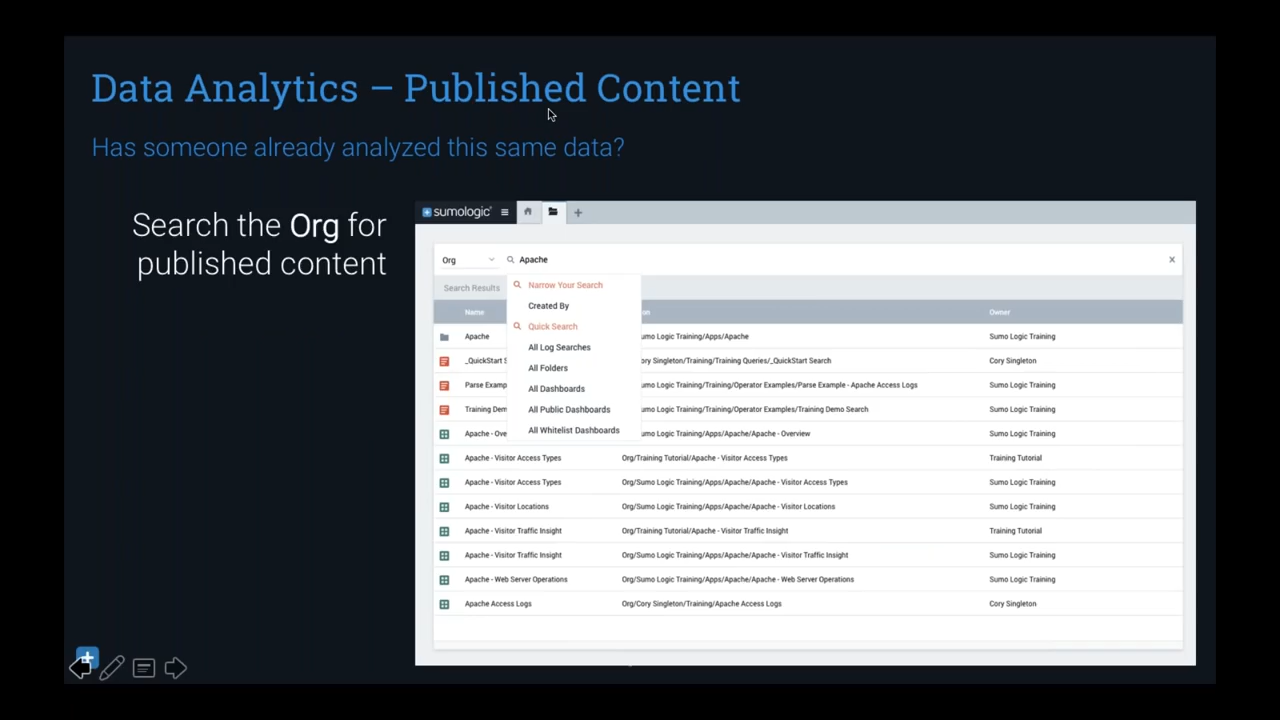 Data Analytics – Published Content
Has someone already analyzed this same data?
Search the Org for
published content
sumologic
Org
Apache
Narrow Your Search
Search Results
Created By
Name
on
Owner
Quick Search
Apache
umo Logic Training/Apps/Apache
Sumo Logic Training
All Log Searches
_QuickStart S
ory Singleton/Training/Training Queries/_QuickStart Search
Cory Singleton
All Folders
Parse Examp
umo Logic Training/Training/Operator Examples/Parse Example - Apache Access Logs
Sumo Logic Training
All Dashboards
Training Dem
umo Logic Training/Training/Operator Examples/Training Demo Search
Sumo Logic Training
All Public Dashboards
Apache - Ove
umo Logic Training/Apps/Apache/Apache - Overview
Sumo Logic Training
All Whitelist Dashboards
Apache - Visitor Access Types
Org/Training Tutorial/Apache - Visitor Access Types
Training Tutorial
Apache - Visitor Access Types
Org/Sumo Logic Training/Apps/Apache/Apache - Visitor Access Types
Sumo Logic Training
Apache - Visitor Locations
Org/Sumo Logic Training/Apps/Apache/Apache - Visitor Locations
Sumo Logic Training
Apache - Visitor Traffic Insight
Org/Training Tutorial/Apache - Visitor Traffic Insight
Training Tutorial
Apache - Visitor Traffic Insight
Org/Sumo Logic Training/Apps/Apache/Apache - Visitor Traffic Insight
Sumo Logic Training
Apache - Web Server Operations
Org/Sumo Logic Training/Apps/Apache/Apache - Web Server Operations
Sumo Logic Training
Apache Access Logs
Org/Cory Singleton/Training/Apache Access Logs
Cory Singleton